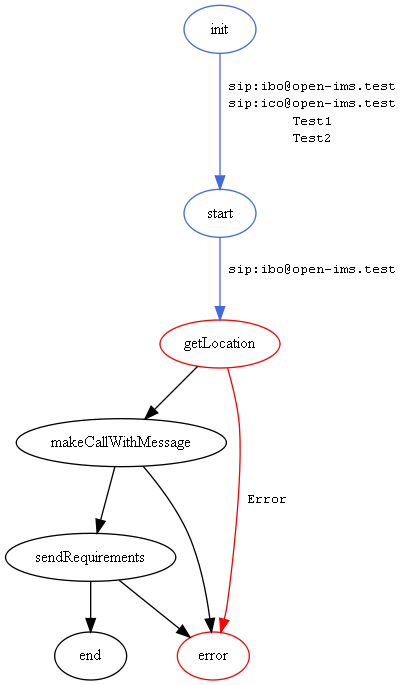 init
sip:ibo@open-ims.test
sip:ico@open-ims.test
Test1
Test2
start
sip:ibo@open-ims.test
getLocation
makeCallWithMessage
Error
sendRequirements
end
error